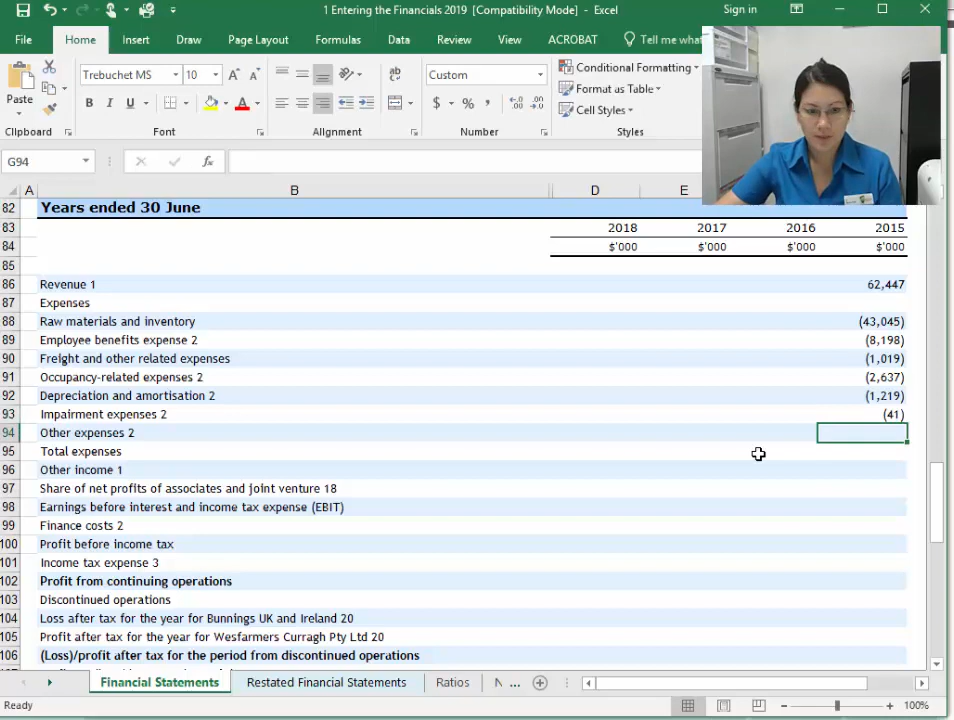 1 Entering the Financials 2019 [Compatibility Mode] - Excel
Sign in
File Home Insert Draw Page Layout Formulas Data Review View ACROBAT Tell me what
Paste
Trebuchet MS 10
Custom
Conditional Formatting
Format as Table
Cell Styles
Clipboard Font Alignment Number Styles
G94
A B D E
82 Years ended 30 June
83 2018 2017 2016 2015
84 $'000 $'000 $'000 $'000
85
86 Revenue 1 62,447
87 Expenses
88 Raw materials and inventory (43,045)
89 Employee benefits expense 2 (8,198)
90 Freight and other related expenses (1,019)
91 Occupancy-related expenses 2 (2,637)
92 Depreciation and amortisation 2 (1,219)
93 Impairment expenses 2 (41)
94 Other expenses 2
95 Total expenses
96 Other income 1
97 Share of net profits of associates and joint venture 18
98 Earnings before interest and income tax expense (EBIT)
99 Finance costs 2
100 Profit before income tax
101 Income tax expense 3
102 Profit from continuing operations
103 Discontinued operations
104 Loss after tax for the year for Bunnings UK and Ireland 20
105 Profit after tax for the year for Wesfarmers Curragh Pty Ltd 20
106 (Loss)/profit after tax for the period from discontinued operations
Financial Statements Restated Financial Statements Ratios N ...
Ready
100%